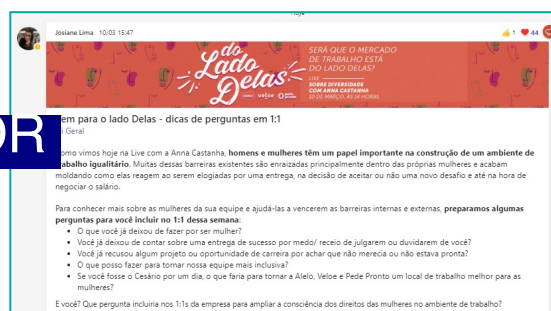 Josiane Lima 10/03 15:47
1 44
do Lado Delas
veloe
SERÁ QUE O MERCADO
DE TRABALHO ESTÁ
DO LADO DELAS?
LIVE
SOBRE DIVERSIDADE
COM ANNA CASTANHA
10 DE MARÇO, ÀS 14 HORAS
em para o lado Delas - dicas de perguntas em 1:1
OR
Geral
omo vimos hoje na Live com a Anna Castanha, homens e mulheres têm um papel importante na construção de um ambiente de
trabalho igualitário. Muitas dessas barreiras existentes são enraizadas principalmente dentro das próprias mulheres e acabam
moldando como elas reagem ao serem elogiadas por uma entrega, na decisão de aceitar ou não uma novo desafio e até na hora de
negociar o salário.
Para conhecer mais sobre as mulheres da sua equipe e ajudá-las a vencerem as barreiras internas e externas, preparamos algumas
perguntas para você incluir no 1:1 dessa semana:
• O que você já deixou de fazer por ser mulher?
• Você já deixou de contar sobre uma entrega de sucesso por medo/ receio de julgarem ou duvidarem de você?
• Você já recusou algum projeto ou oportunidade de carreira por achar que não merecia ou não estava pronta?
• O que posso fazer para tornar nossa equipe mais inclusiva?
• Se você fosse o Cesário por um dia, o que faria para tornar a Alelo, Veloe e Pede Pronto um local de trabalho melhor para as
mulheres?
E você? Que pergunta incluiria nos 1:1s da empresa para ampliar a consciência dos direitos das mulheres no ambiente de trabalho?